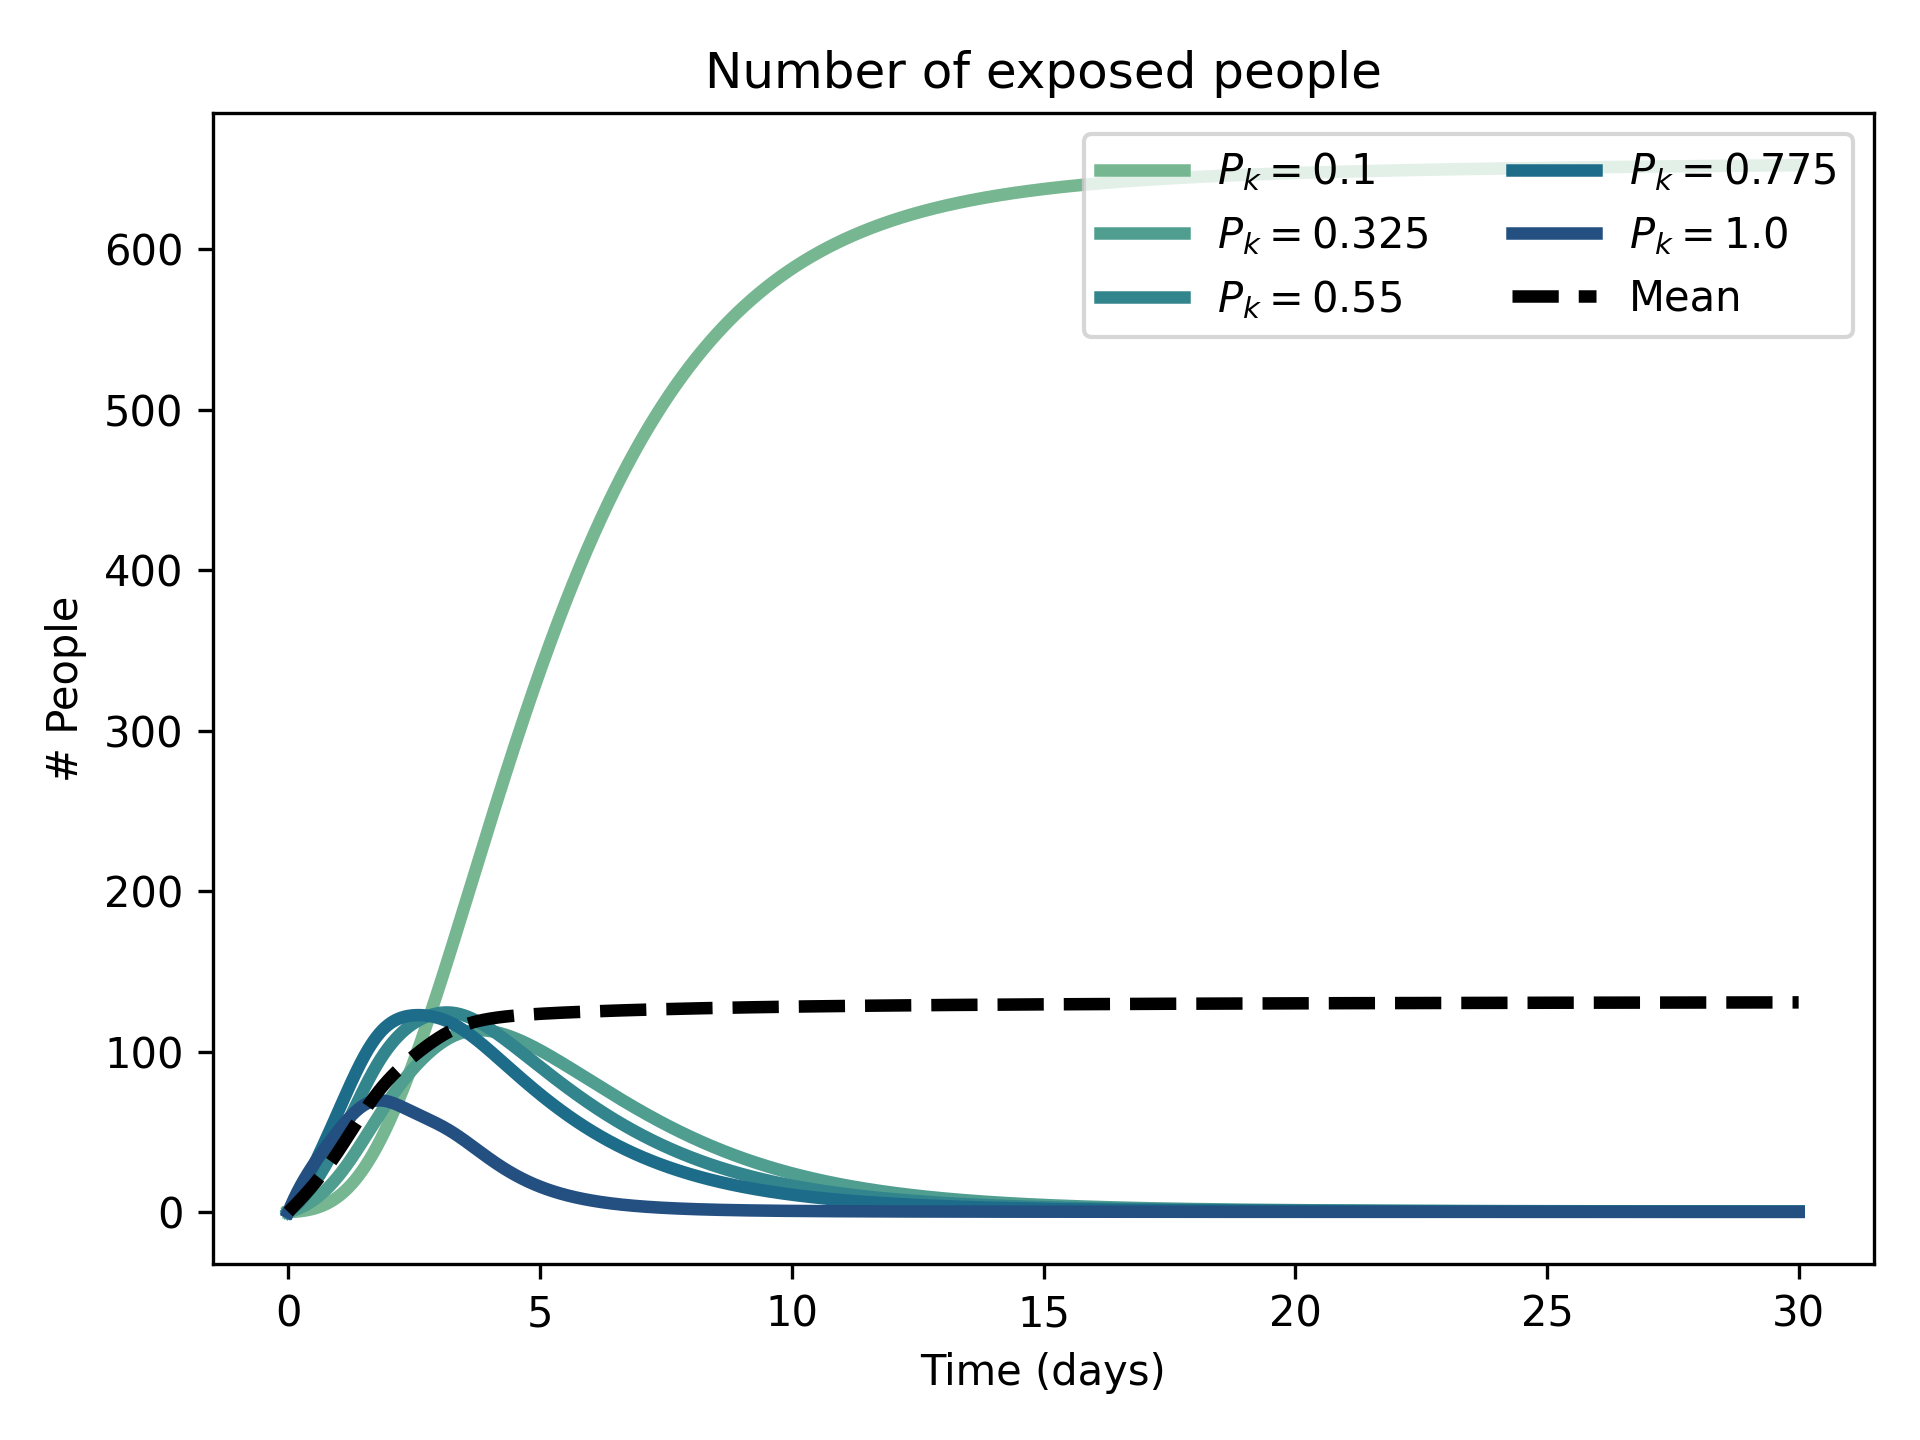 Number of exposed people
P_k = 0.1
P_k = 0.325
P_k = 0.55
P_k = 0.775
P_k = 1.0
Mean
# People
600
500
400
300
200
100
0
0 5 10 15 20 25 30
Time (days)